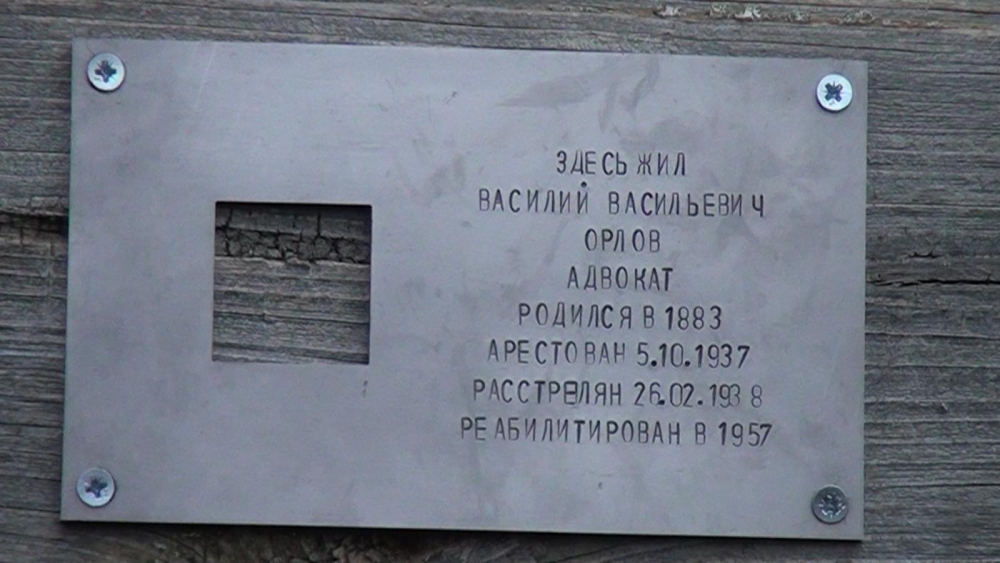 ЗДЕСЬ ЖИЛ
ВАСИЛИЙ ВАСИЛЬЕВИЧ
ОРЛОВ
АДВОКАТ
РОДИЛСЯ В 1883
АРЕСТОВАН 5.10.1937
РАССТРЕЛЯН 26.02.1938
РЕАБИЛИТИРОВАН В 1957